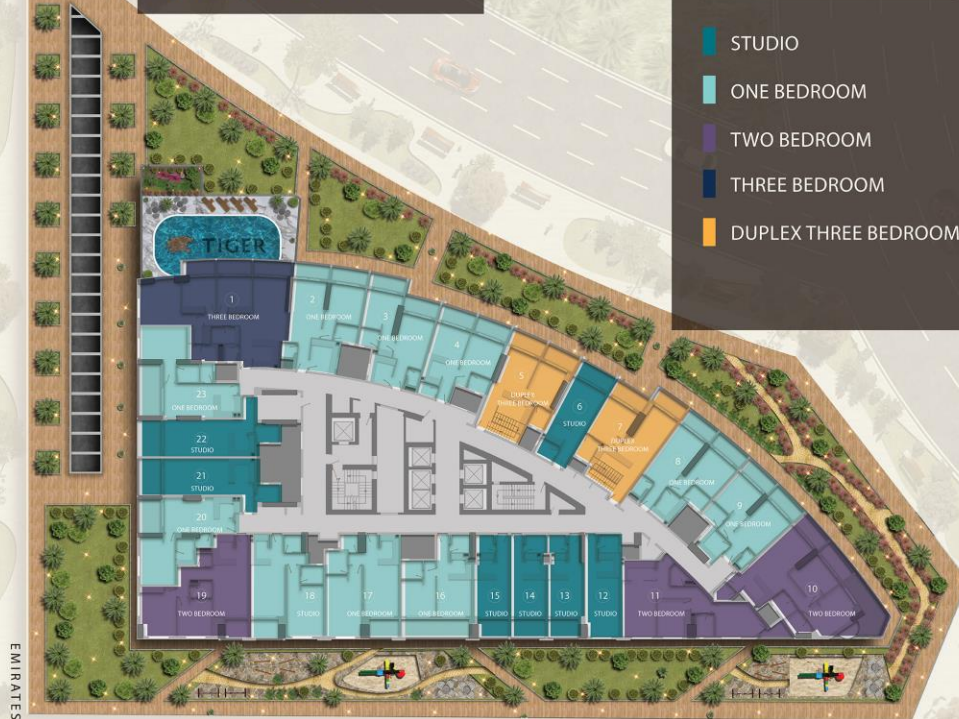 STUDIO
ONE BEDROOM
TWO BEDROOM
THREE BEDROOM
DUPLEX THREE BEDROOM
TIGER
1
THREE BEDROOM
2
ONE BEDROOM
3
ONE BEDROOM
4
ONE BEDROOM
5
DUPLEX
THREE BEDROOM
6
STUDIO
7
DUPLEX
THREE BEDROOM
8
ONE BEDROOM
9
ONE BEDROOM
10
TWO BEDROOM
11
TWO BEDROOM
12
STUDIO
13
STUDIO
14
STUDIO
15
STUDIO
16
ONE BEDROOM
17
ONE BEDROOM
18
STUDIO
19
TWO BEDROOM
20
ONE BEDROOM
21
STUDIO
22
STUDIO
23
ONE BEDROOM
EMIRATES